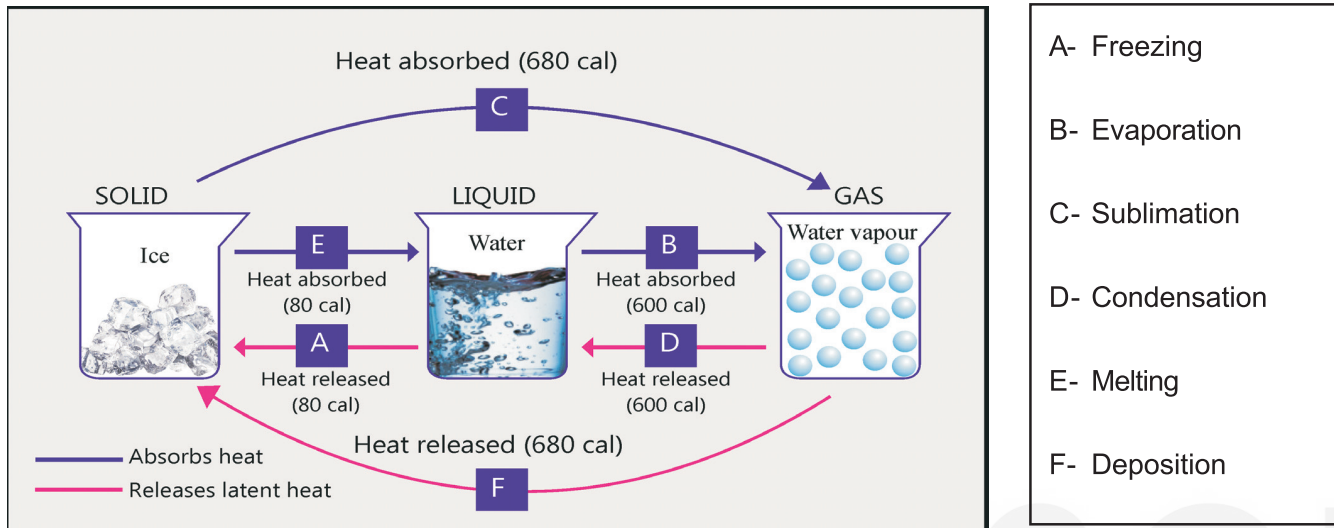 Heat absorbed (680 cal)
C
SOLID
LIQUID
GAS
Ice
Water
Water vapour
E
B
Heat absorbed
(80 cal)
Heat absorbed
(600 cal)
A
D
Heat released
(80 cal)
Heat released
(600 cal)
Heat released (680 cal)
F
Absorbs heat
Releases latent heat
A- Freezing
B- Evaporation
C- Sublimation
D- Condensation
E- Melting
F- Deposition